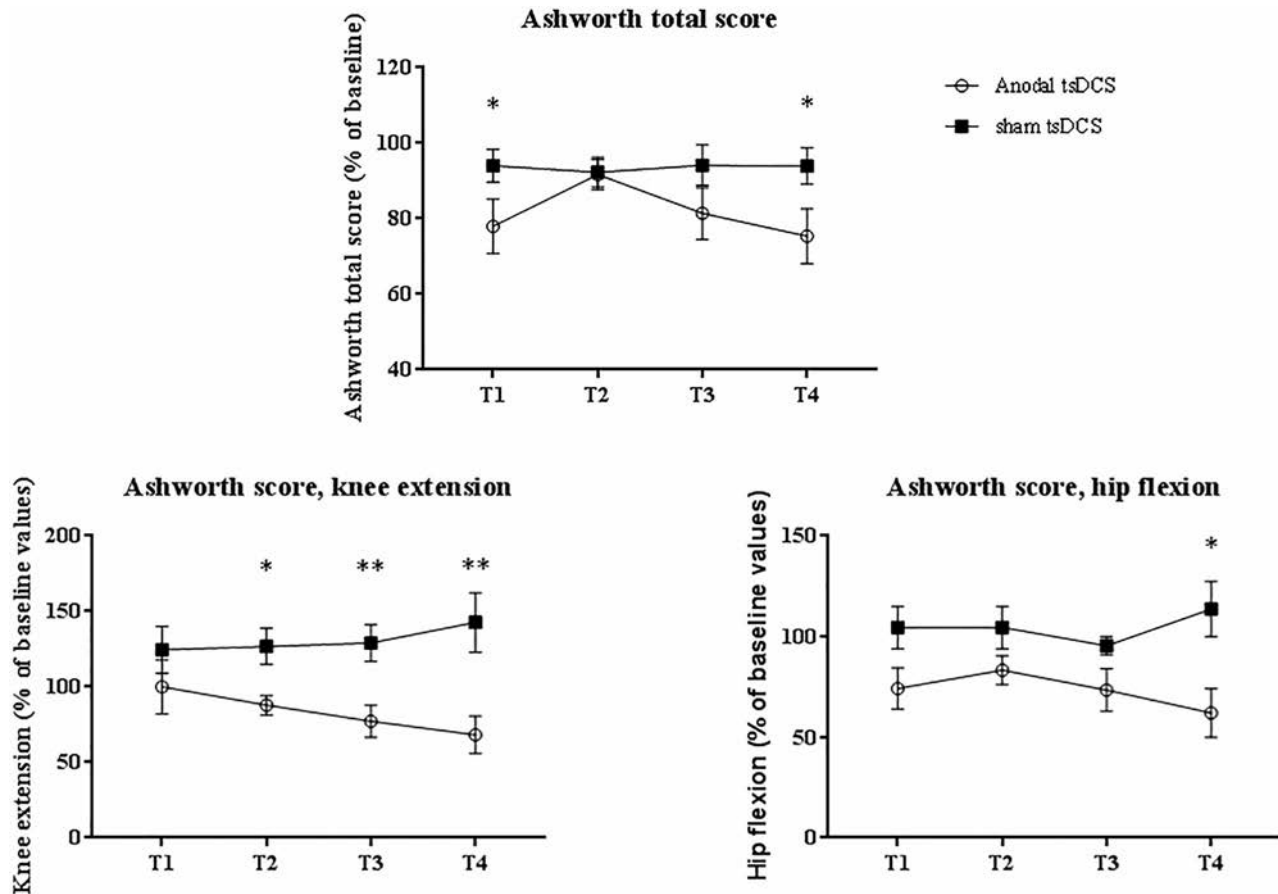 Ashworth total score
Ashworth total score (% of baseline)
120
100
80
60
40
*
*
T1 T2 T3 T4
Anodal tsDCS
sham tsDCS
Ashworth score, knee extension
Knee extension (% of baseline values)
200
150
100
50
0
* ** **
T1 T2 T3 T4
Ashworth score, hip flexion
Hip flexion (% of baseline values)
150
100
50
0
*
T1 T2 T3 T4